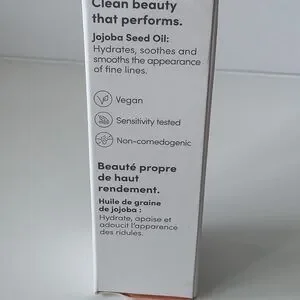 Clean beauty
that performs.
Jojoba Seed Oil:
Hydrates, soothes and
smooths the appearance
of fine lines.
Vegan
Sensitivity tested
Non-comedogenic
Beauté propre
de haut
rendement.
Huile de graine
de jojoba :
Hydrate, apaise et
adoucit l'apparence
des ridules.